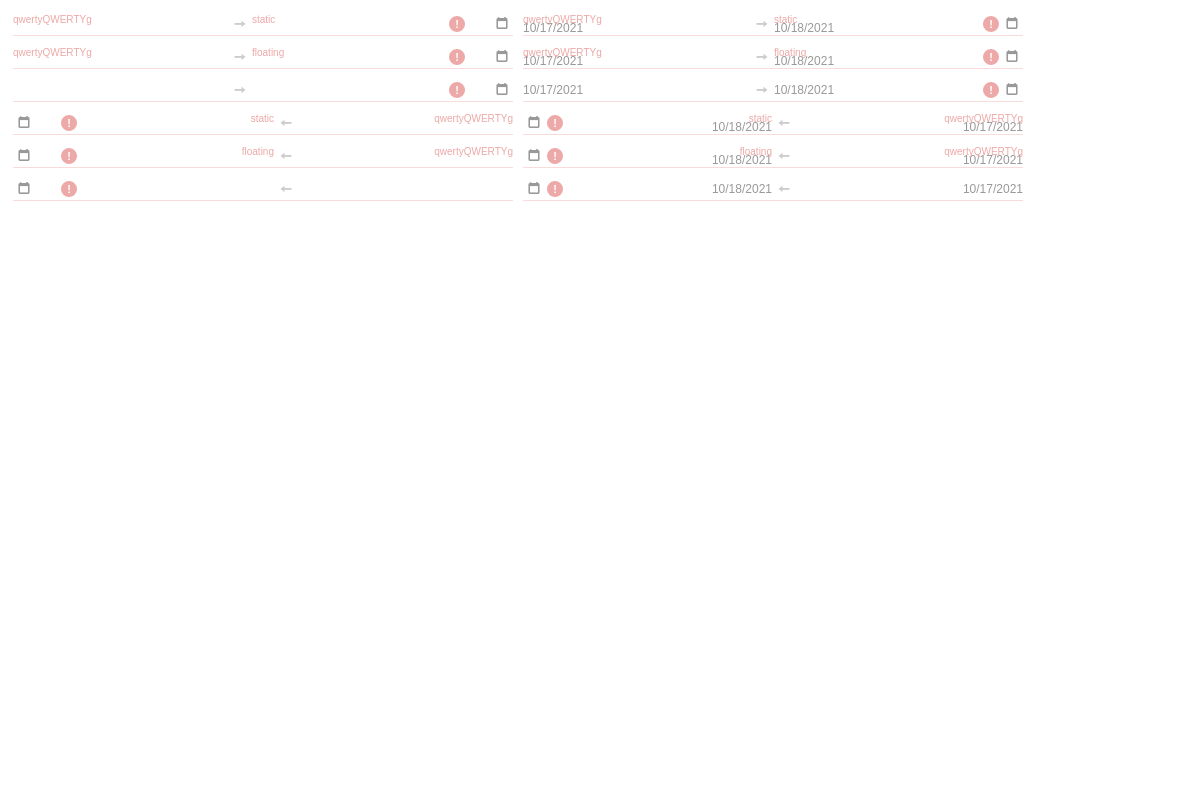 qwertyQWERTYg static qwertyQWERTYg static
10/17/2021 10/18/2021
qwertyQWERTYg floating qwertyQWERTYg floating
10/17/2021 10/18/2021
10/17/2021 10/18/2021
static qwertyQWERTYg static qwertyQWERTYg
10/18/2021 10/17/2021
floating qwertyQWERTYg floating qwertyQWERTYg
10/18/2021 10/17/2021
10/18/2021 10/17/2021